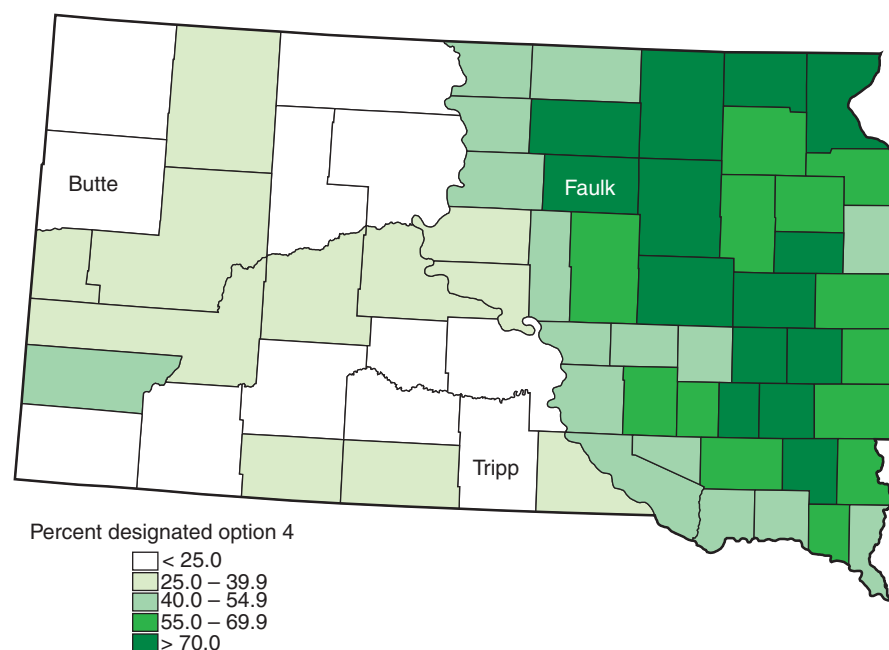 Butte
Faulk
Tripp
Percent designated option 4
< 25.0
25.0 – 39.9
40.0 – 54.9
55.0 – 69.9
> 70.0